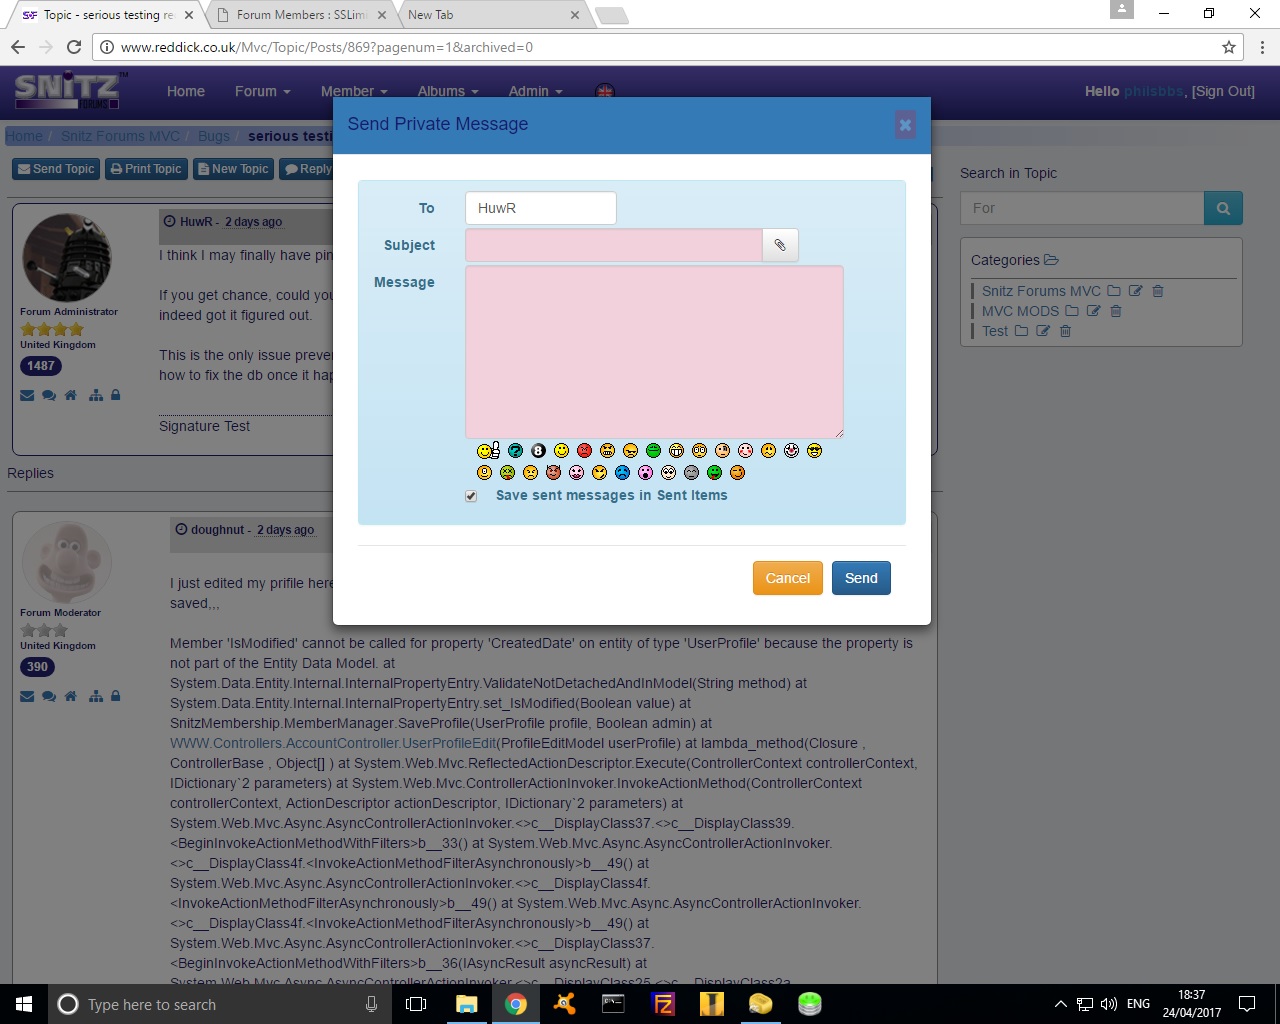 Topic - serious testing re
Forum Members : SSLim
New Tab
www.reddick.co.uk/Mvc/Topic/Posts/869?pagenum=1&archived=0
SNITZ™
FORUMS
Home Forum Member Albums Admin
Hello philsbbs, [Sign Out]
Home / Snitz Forums MVC / Bugs / serious testi
Send Topic Print Topic New Topic Reply
Send Private Message
To HuwR
Subject
Message
Save sent messages in Sent Items
Cancel Send
HuwR - 2 days ago
I think I may finally have pin
If you get chance, could you
indeed got it figured out.
This is the only issue preve
how to fix the db once it hap
Signature Test
Forum Administrator
United Kingdom
1487
Replies
doughnut - 2 days ago
Forum Moderator
United Kingdom
390
I just edited my prifile here
saved,,,
Member 'IsModified' cannot be called for property 'CreatedDate' on entity of type 'UserProfile' because the property is
not part of the Entity Data Model. at
System.Data.Entity.Internal.InternalPropertyEntry.ValidateNotDetachedAndInModel(String method) at
System.Data.Entity.Internal.InternalPropertyEntry.set_IsModified(Boolean value) at
SnitzMembership.MemberManager.SaveProfile(UserProfile profile, Boolean admin) at
WWW.Controllers.AccountController.UserProfileEdit(ProfileEditModel userProfile) at lambda_method(Closure ,
ControllerBase , Object[] ) at System.Web.Mvc.ReflectedActionDescriptor.Execute(ControllerContext controllerContext,
IDictionary`2 parameters) at System.Web.Mvc.ControllerActionInvoker.InvokeActionMethod(ControllerContext
controllerContext, ActionDescriptor actionDescriptor, IDictionary`2 parameters) at
System.Web.Mvc.Async.AsyncControllerActionInvoker.<>c__DisplayClass37.<>c__DisplayClass39.
<BeginInvokeActionMethodWithFilters>b__33() at System.Web.Mvc.Async.AsyncControllerActionInvoker.
<>c__DisplayClass4f.<InvokeActionMethodFilterAsynchronously>b__49() at
System.Web.Mvc.Async.AsyncControllerActionInvoker.<>c__DisplayClass4f.
<InvokeActionMethodFilterAsynchronously>b__49() at System.Web.Mvc.Async.AsyncControllerActionInvoker.
<>c__DisplayClass4f.<InvokeActionMethodFilterAsynchronously>b__49() at
System.Web.Mvc.Async.AsyncControllerActionInvoker.<>c__DisplayClass37.
<BeginInvokeActionMethodWithFilters>b__36(IAsyncResult asyncResult) at
System.Web.Mvc.Async.AsyncControllerActionInvoker.<>c__DisplayClass25.<>c__DisplayClass2a.
Search in Topic
For
Categories
Snitz Forums MVC
MVC MODS
Test
Type here to search
ENG
18:37
24/04/2017